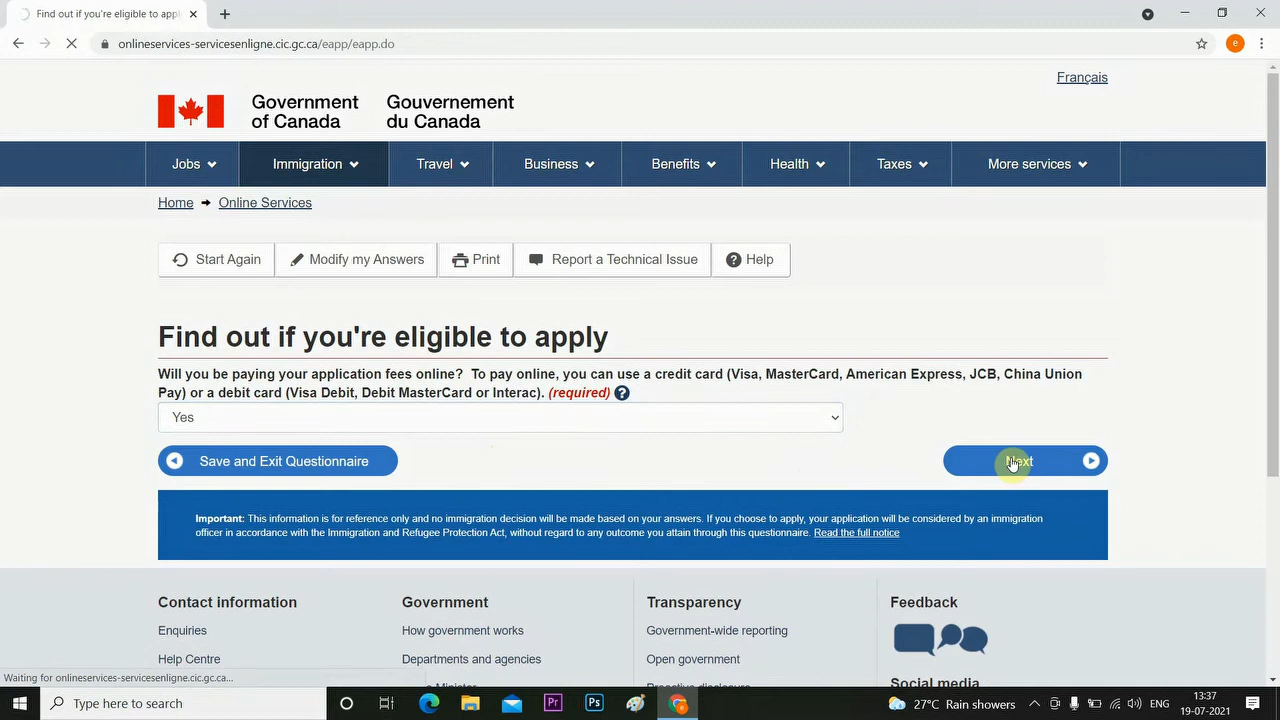 Find out if you're eligible to appl
onlineservices-servicesenligne.cic.gc.ca/eapp/eapp.do
e
Français
Government of Canada
Gouvernement du Canada
Jobs
Immigration
Travel
Business
Benefits
Health
Taxes
More services
Home
Online Services
Start Again
Modify my Answers
Print
Report a Technical Issue
Help
Find out if you're eligible to apply
Will you be paying your application fees online? To pay online, you can use a credit card (Visa, MasterCard, American Express, JCB, China Union
Pay) or a debit card (Visa Debit, Debit MasterCard or Interac). (required)
Yes
Save and Exit Questionnaire
Next
Important: This information is for reference only and no immigration decision will be made based on your answers. If you choose to apply, your application will be considered by an immigration
officer in accordance with the Immigration and Refugee Protection Act, without regard to any outcome you attain through this questionnaire. Read the full notice
Contact information
Government
Transparency
Feedback
Enquiries
How government works
Government-wide reporting
Help Centre
Departments and agencies
Open government
Social media
Waiting for onlineservices-servicesenligne.cic.gc.ca...
Minister
Proactive disclosure
Type here to search
Pr
Ps
27°C Rain showers
ENG
13:37
19-07-2021